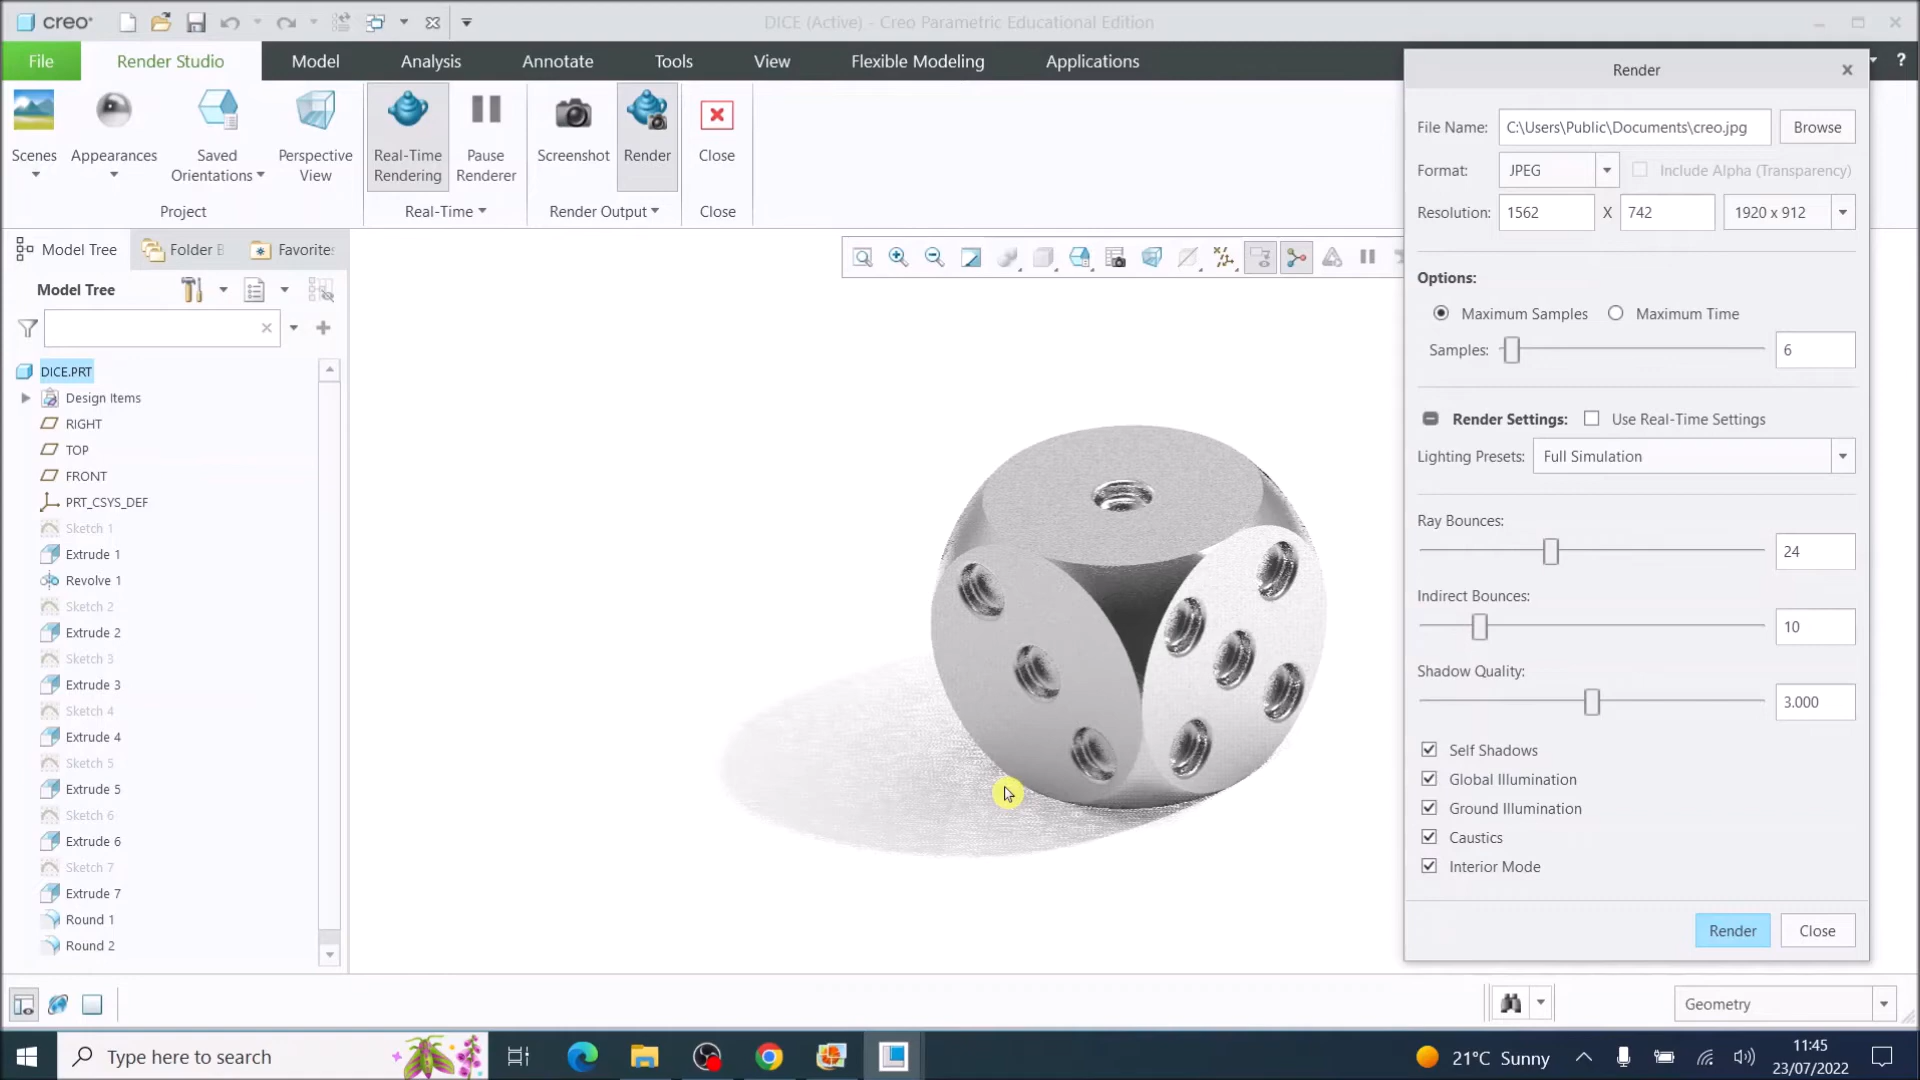 creo®
DICE (Active) - Creo Parametric Educational Edition
File
Render Studio
Model
Analysis
Annotate
Tools
View
Flexible Modeling
Applications
Scenes
Appearances
Saved Orientations
Perspective View
Real-Time Rendering
Pause Renderer
Screenshot
Render
Close
Project
Real-Time
Render Output
Close
Model Tree
Folder B
Favorites
Model Tree
DICE.PRT
Design Items
RIGHT
TOP
FRONT
PRT_CSYS_DEF
Sketch 1
Extrude 1
Revolve 1
Sketch 2
Extrude 2
Sketch 3
Extrude 3
Sketch 4
Extrude 4
Sketch 5
Extrude 5
Sketch 6
Extrude 6
Sketch 7
Extrude 7
Round 1
Round 2
Render
File Name: C:\Users\Public\Documents\creo.jpg Browse
Format: JPEG Include Alpha (Transparency)
Resolution: 1562 X 742 1920 x 912
Options:
Maximum Samples Maximum Time
Samples: 6
Render Settings: Use Real-Time Settings
Lighting Presets: Full Simulation
Ray Bounces:
24
Indirect Bounces:
10
Shadow Quality:
3.000
Self Shadows
Global Illumination
Ground Illumination
Caustics
Interior Mode
Render Close
Geometry
Type here to search
21°C Sunny
11:45
23/07/2022